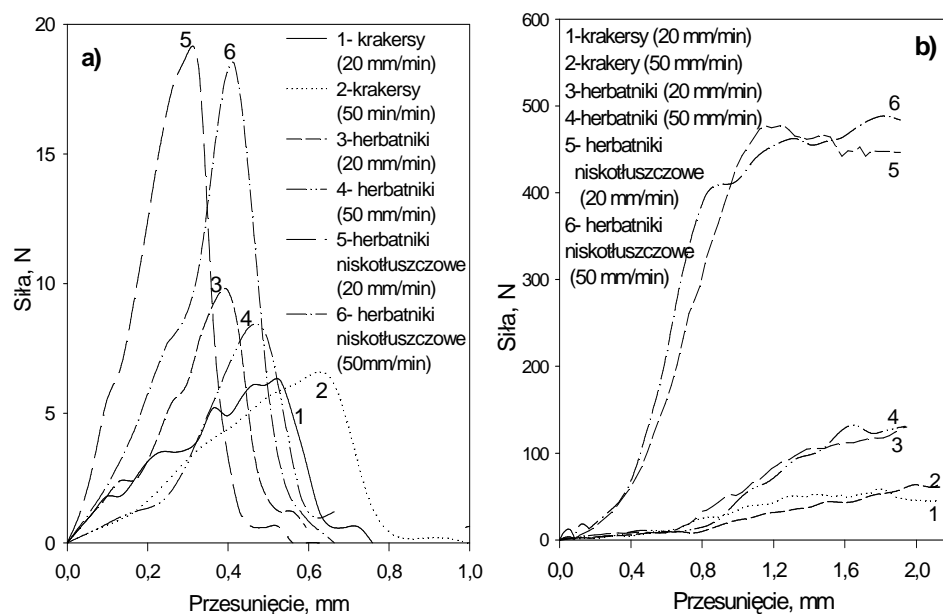 a)
20
15
10
5
0
Siła, N
0,0
0,2
0,4
0,6
0,8
1,0
Przesunięcie, mm
5
6
3
4
1
2
1- krakersy
(20 mm/min)
2-krakersy
(50 min/min)
3-herbatniki
(20 mm/min)
4- herbatniki
(50 mm/min)
5-herbatniki
niskotłuszczowe
(20 mm/min)
6- herbatniki
niskotłuszczowe
(50mm/min)
b)
600
500
400
300
200
100
0
Siła, N
0,0
0,4
0,8
1,2
1,6
2,0
Przesunięcie, mm
1-krakersy (20 mm/min)
2-krakery (50 mm/min)
3-herbatniki (20 mm/min)
4-herbatniki (50 mm/min)
5- herbatniki
niskotłuszczowe
(20 mm/min)
6- herbatniki
niskotłuszczowe
(50 mm/min)
6
5
4
3
2
1